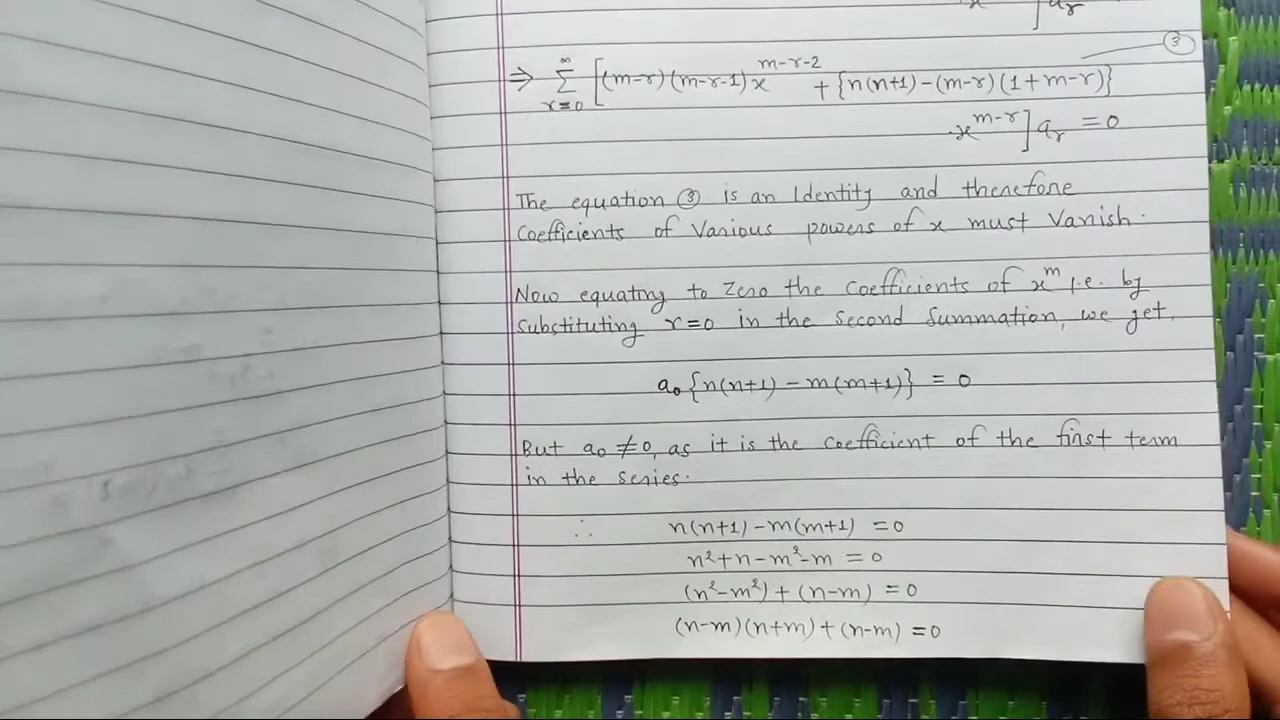 x ] aᵣ
③
⇒ ∞ Σ r=0 [(m-r)(m-r-1)x^{m-r-2} + {n(n+1)-(m-r)(1+m-r)}
·x^{m-r}] aᵣ = 0
The equation ③ is an Identity and therefore
Coefficients of Various powers of x must Vanish.
Now equating to Zero the Coefficients of x^m i.e. by
Substituting r=0 in the Second Summation, we get,
a₀{n(n+1) - m(m+1)} = 0
But a₀ ≠ 0, as it is the Coefficient of the first term
in the series.
∴ n(n+1) - m(m+1) = 0
n² + n - m² - m = 0
(n² - m²) + (n-m) = 0
(n-m)(n+m) + (n-m) = 0